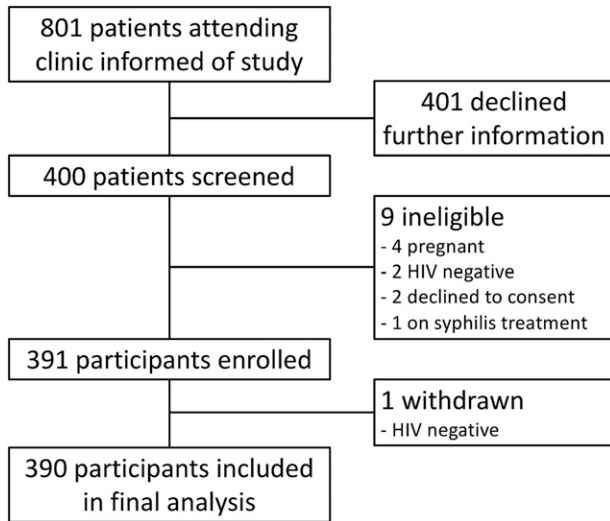 801 patients attending
clinic informed of study
401 declined
further information
400 patients screened
9 ineligible
- 4 pregnant
- 2 HIV negative
- 2 declined to consent
- 1 on syphilis treatment
391 participants enrolled
1 withdrawn
- HIV negative
390 participants included
in final analysis